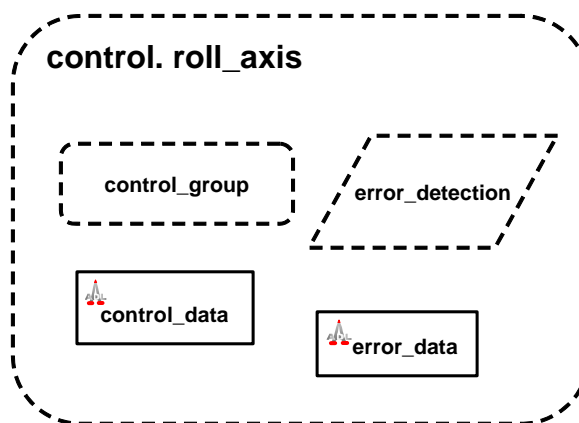 control. roll_axis
control_group
error_detection
control_data
error_data